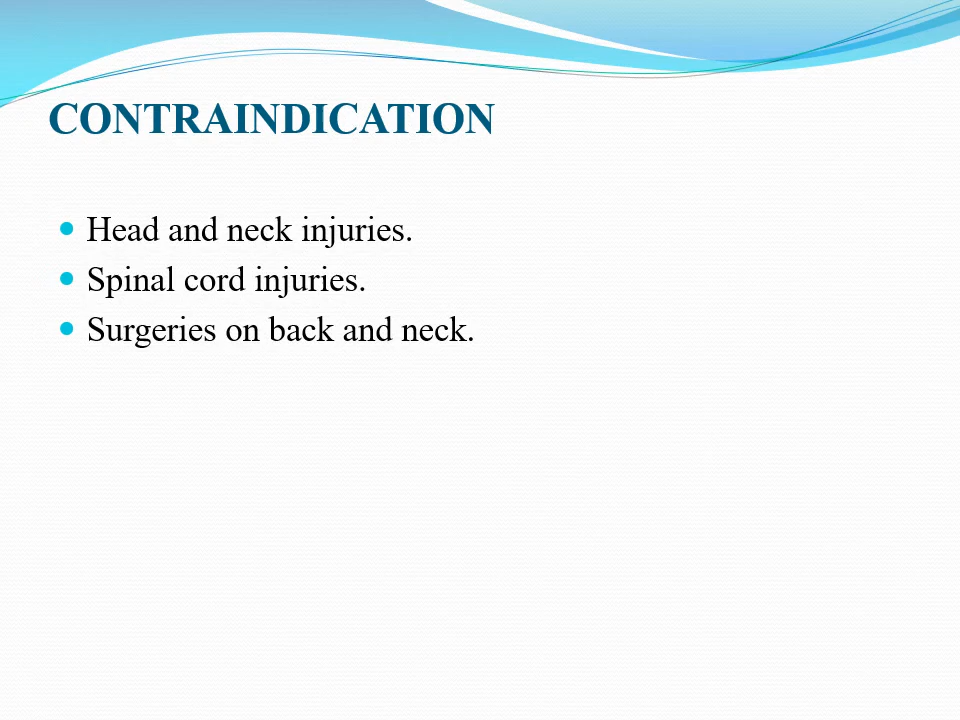 CONTRAINDICATION
Head and neck injuries.
Spinal cord injuries.
Surgeries on back and neck.